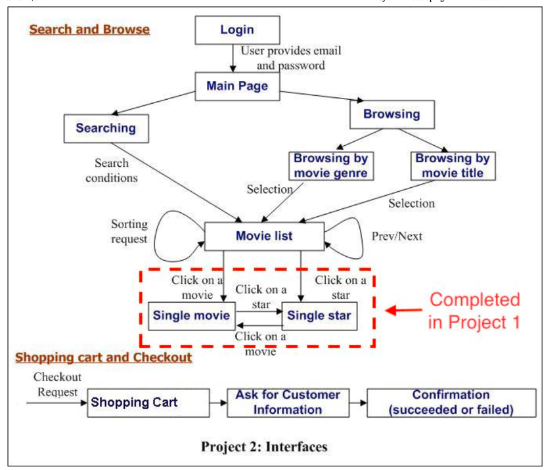 Search and Browse
Login
User provides email
and password
Main Page
Searching
Browsing
Search
conditions
Browsing by
movie genre
Browsing by
movie title
Selection
Selection
Sorting
request
Movie list
Prev/Next
Click on a
movie
Click on a
star
Click on a
star
Single movie
Single star
Click on a
movie
Completed
in Project 1
Shopping cart and Checkout
Checkout
Request
Shopping Cart
Ask for Customer
Information
Confirmation
(succeeded or failed)
Project 2: Interfaces